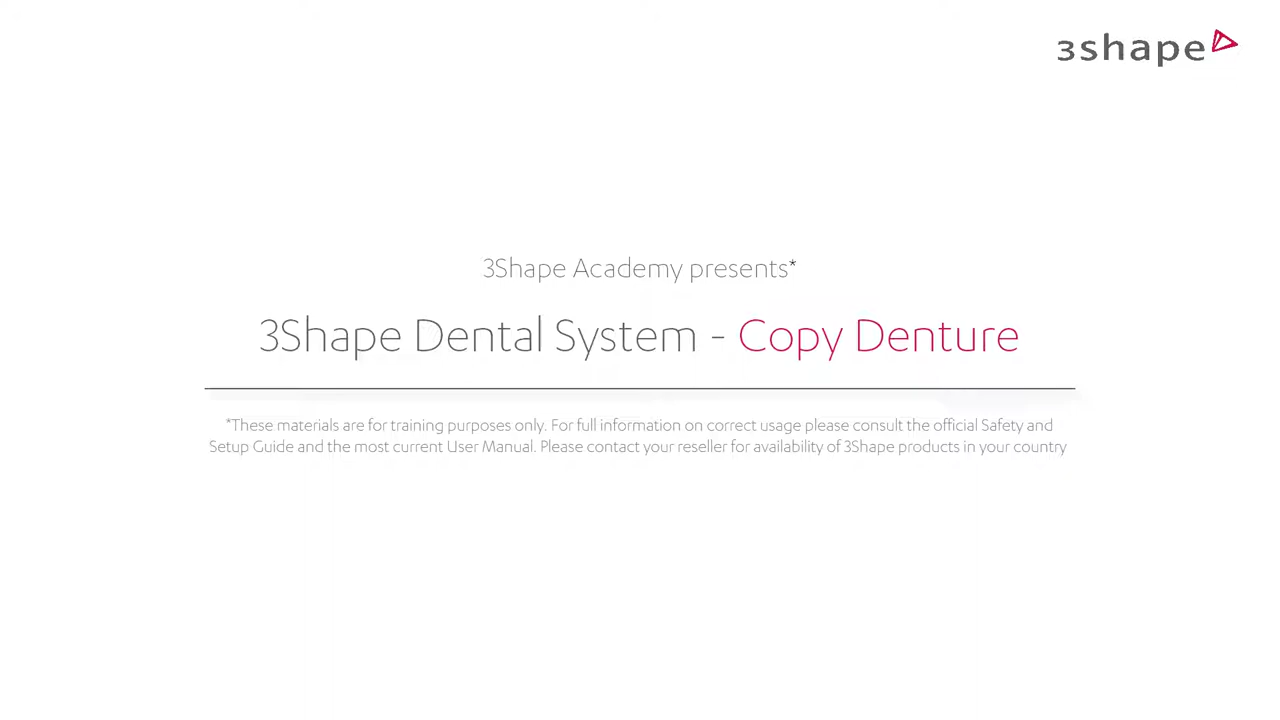 3shape
3Shape Academy presents*
3Shape Dental System - Copy Denture
*These materials are for training purposes only. For full information on correct usage please consult the official Safety and
Setup Guide and the most current User Manual. Please contact your reseller for availability of 3Shape products in your country